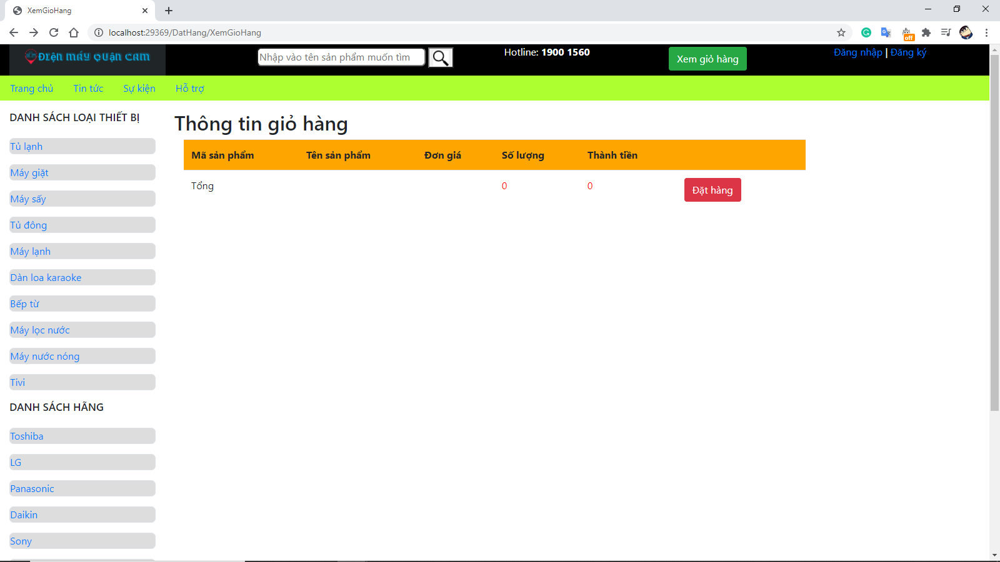 XemGioHang
localhost:29369/DatHang/XemGioHang
off
Điện máy Quận Cam
Nhập vào tên sản phẩm muốn tìm
Hotline: 1900 1560
Xem giỏ hàng
Đăng nhập | Đăng ký
Trang chủ
Tin tức
Sự kiện
Hỗ trợ
DANH SÁCH LOẠI THIẾT BỊ
Tủ lạnh
Máy giặt
Máy sấy
Tủ đông
Máy lạnh
Dàn loa karaoke
Bếp từ
Máy lọc nước
Máy nước nóng
Tivi
DANH SÁCH HÃNG
Toshiba
LG
Panasonic
Daikin
Sony
Thông tin giỏ hàng
Mã sản phẩm Tên sản phẩm Đơn giá Số lượng Thành tiền
Tổng 0 0 Đặt hàng